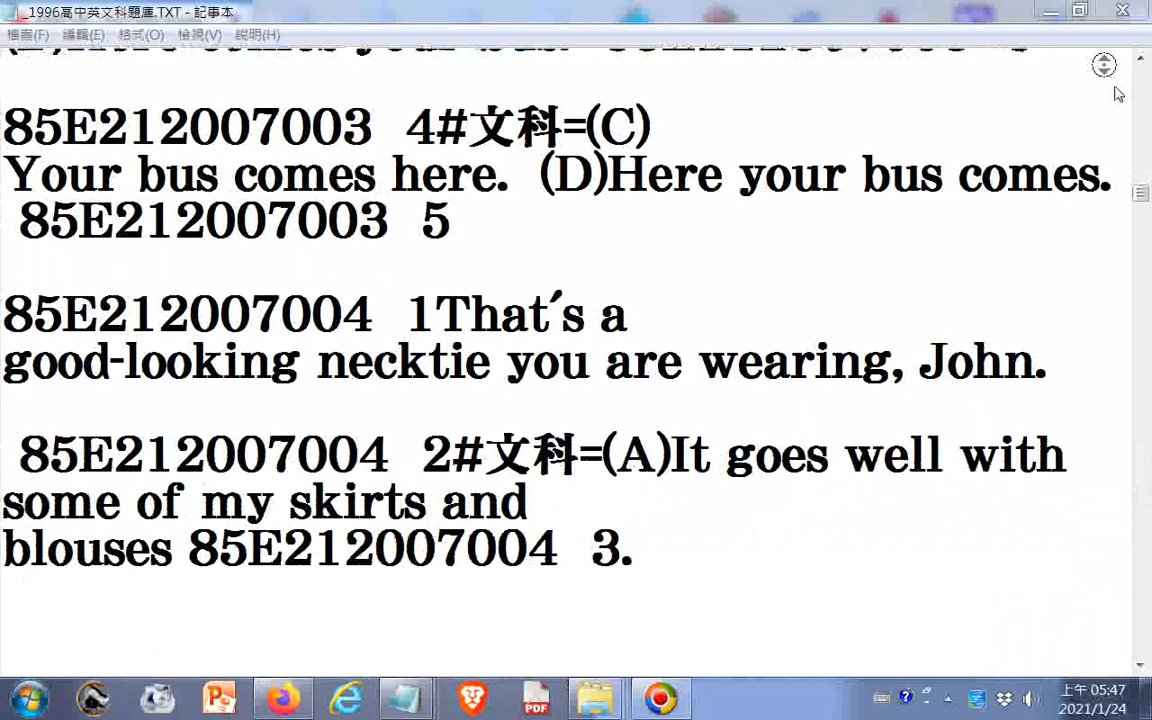 _1996高中英文科題庫.TXT - 記事本
檔案(F) 編輯(E) 格式(O) 檢視(V) 說明(H)
85E212007003 4#文科=(C)
Your bus comes here. (D)Here your bus comes.
85E212007003 5
85E212007004 1That's a
good-looking necktie you are wearing, John.
85E212007004 2#文科=(A)It goes well with
some of my skirts and
blouses 85E212007004 3.
PDF
上午 05:47
2021/1/24